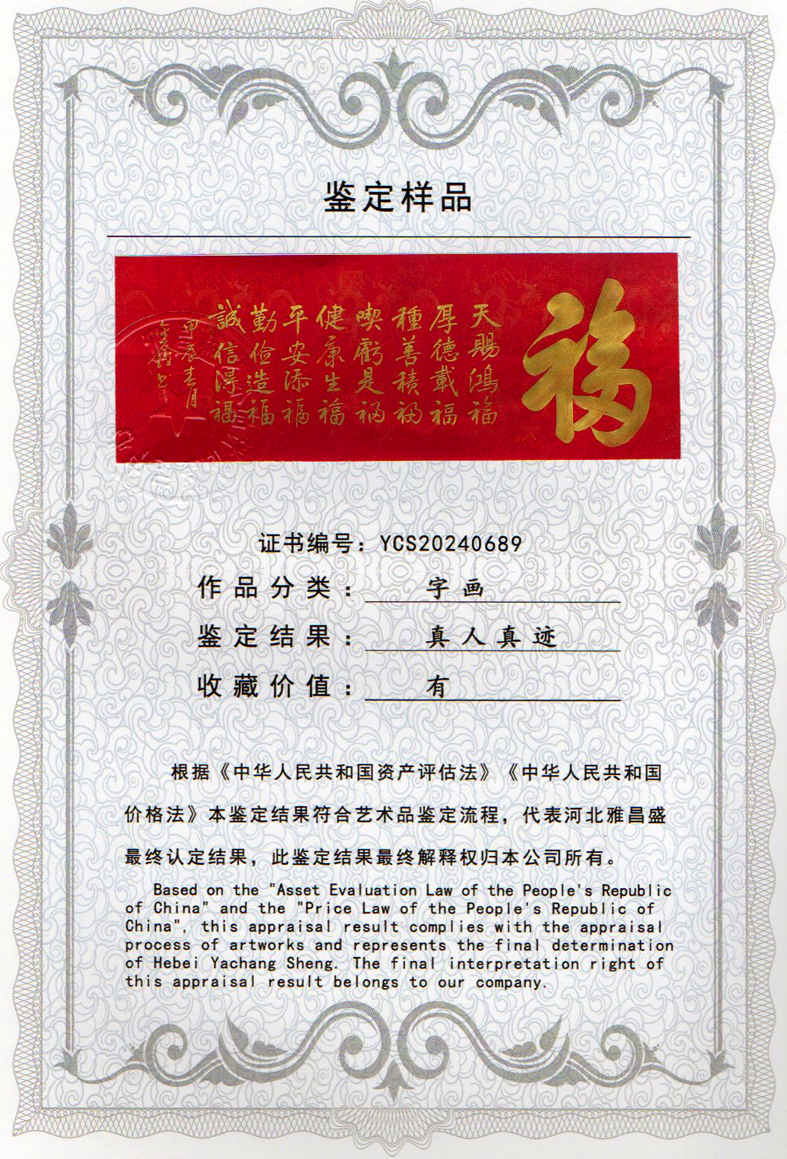 鉴定样品
福
天賜鴻福
厚德載福
種善積福
喫虧是福
健康生福
平安添福
勤儉造福
誠信得福
甲辰春月
证书编号：YCS20240689
作品分类：字画
鉴定结果：真人真迹
收藏价值：有
根据《中华人民共和国资产评估法》《中华人民共和国
价格法》本鉴定结果符合艺术品鉴定流程，代表河北雅昌盛
最终认定结果，此鉴定结果最终解释权归本公司所有。
Based on the "Asset Evaluation Law of the People's Republic
of China" and the "Price Law of the People's Republic of
China", this appraisal result complies with the appraisal
process of artworks and represents the final determination
of Hebei Yachang Sheng. The final interpretation right of
this appraisal result belongs to our company.